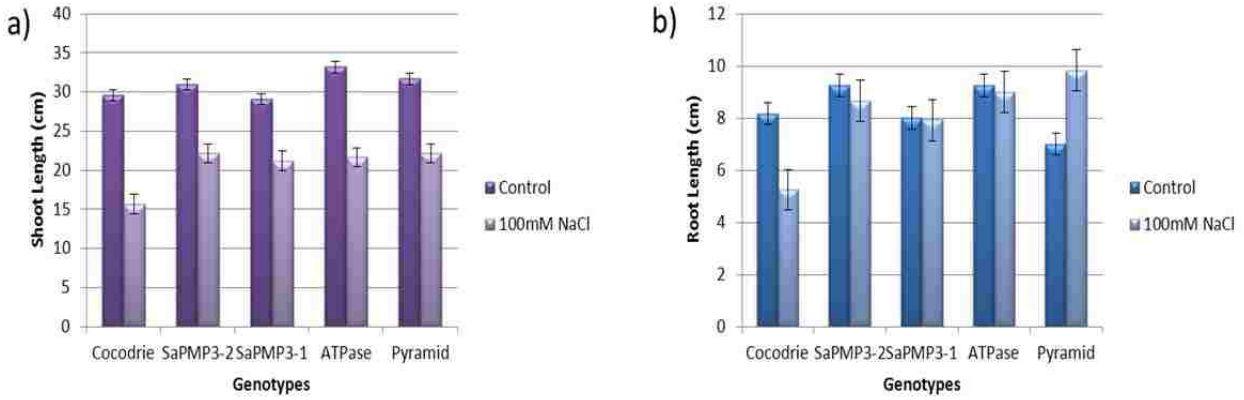 a)
Shoot Length (cm)
40
35
30
25
20
15
10
5
0
Cocodrie SaPMP3-2 SaPMP3-1 ATPase Pyramid
Genotypes
Control
100mM NaCl
b)
Root Length (cm)
12
10
8
6
4
2
0
Cocodrie SaPMP3-2 SaPMP3-1 ATPase Pyramid
Genotypes
Control
100mM NaCl